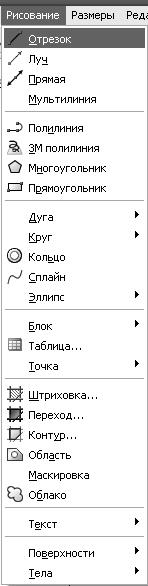 Рисование Размеры Реда
Отрезок
Луч
Прямая
Мультилиния
Полилиния
3М полилиния
Многоугольник
Прямоугольник
Дуга
Круг
Кольцо
Сплайн
Эллипс
Блок
Таблица...
Точка
Штриховка...
Переход...
Контур...
Область
Маскировка
Облако
Текст
Поверхности
Тела